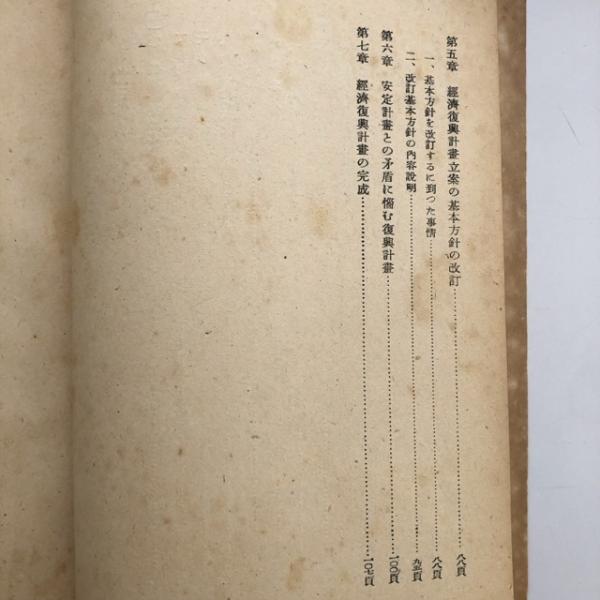 第五章 經濟復興計畫立案の基本方針の改訂……八八頁
一、基本方針を改訂するに到つた事情……八八頁
二、改訂基本方針の內容說明……九五頁
第六章 安定計畫との矛盾に惱む復興計畫……一〇〇頁
第七章 經濟復興計畫の完成……一〇七頁